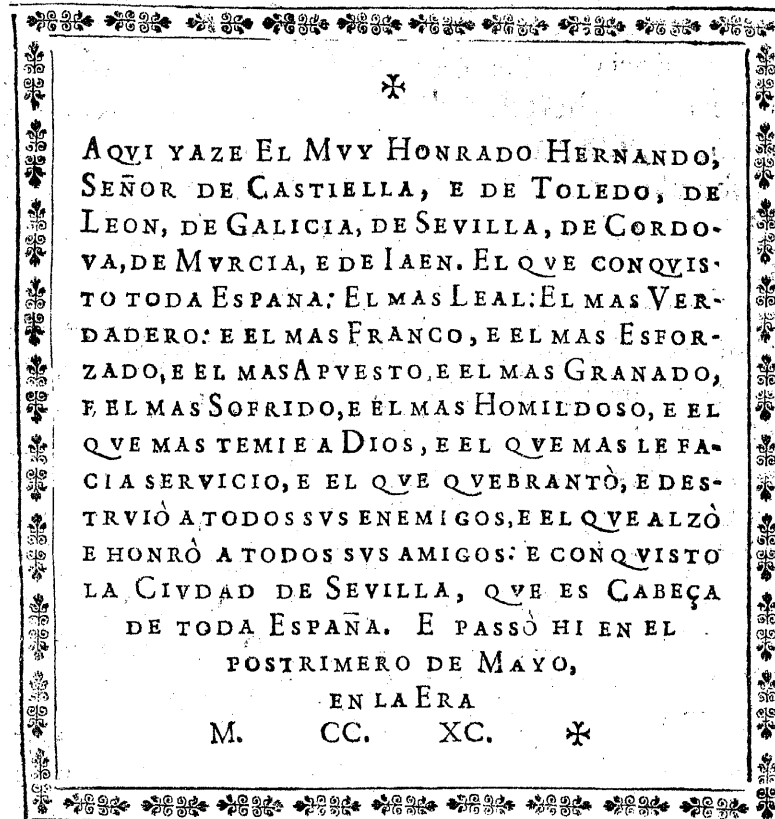 ✠
AQVI YAZE EL MVY HONRADO HERNANDO,
SEÑOR DE CASTIELLA, E DE TOLEDO, DE
LEON, DE GALICIA, DE SEVILLA, DE CORDO-
VA, DE MVRCIA, E DE IAEN. EL QVE CONQVIS-
TO TODA ESPANA: EL MAS LEAL: EL MAS VER-
DADERO: E EL MAS FRANCO, E EL MAS ESFOR-
ZADO, E EL MAS APVESTO, E EL MAS GRANADO,
E EL MAS SOFRIDO, E EL MAS HOMILDOSO, E EL
QVE MAS TEMIE A DIOS, E EL QVE MAS LE FA-
CIA SERVICIO, E EL QVE QVEBRANTÒ, E DES-
TRVIÒ A TODOS SVS ENEMIGOS, E EL QVE ALZÒ
E HONRÒ A TODOS SVS AMIGOS: E CONQVISTO
LA CIVDAD DE SEVILLA, QVE ES CABEÇA
DE TODA ESPAÑA. E PASSÒ HI EN EL
POSTRIMERO DE MAYO,
EN LA ERA
M. CC. XC. ✠